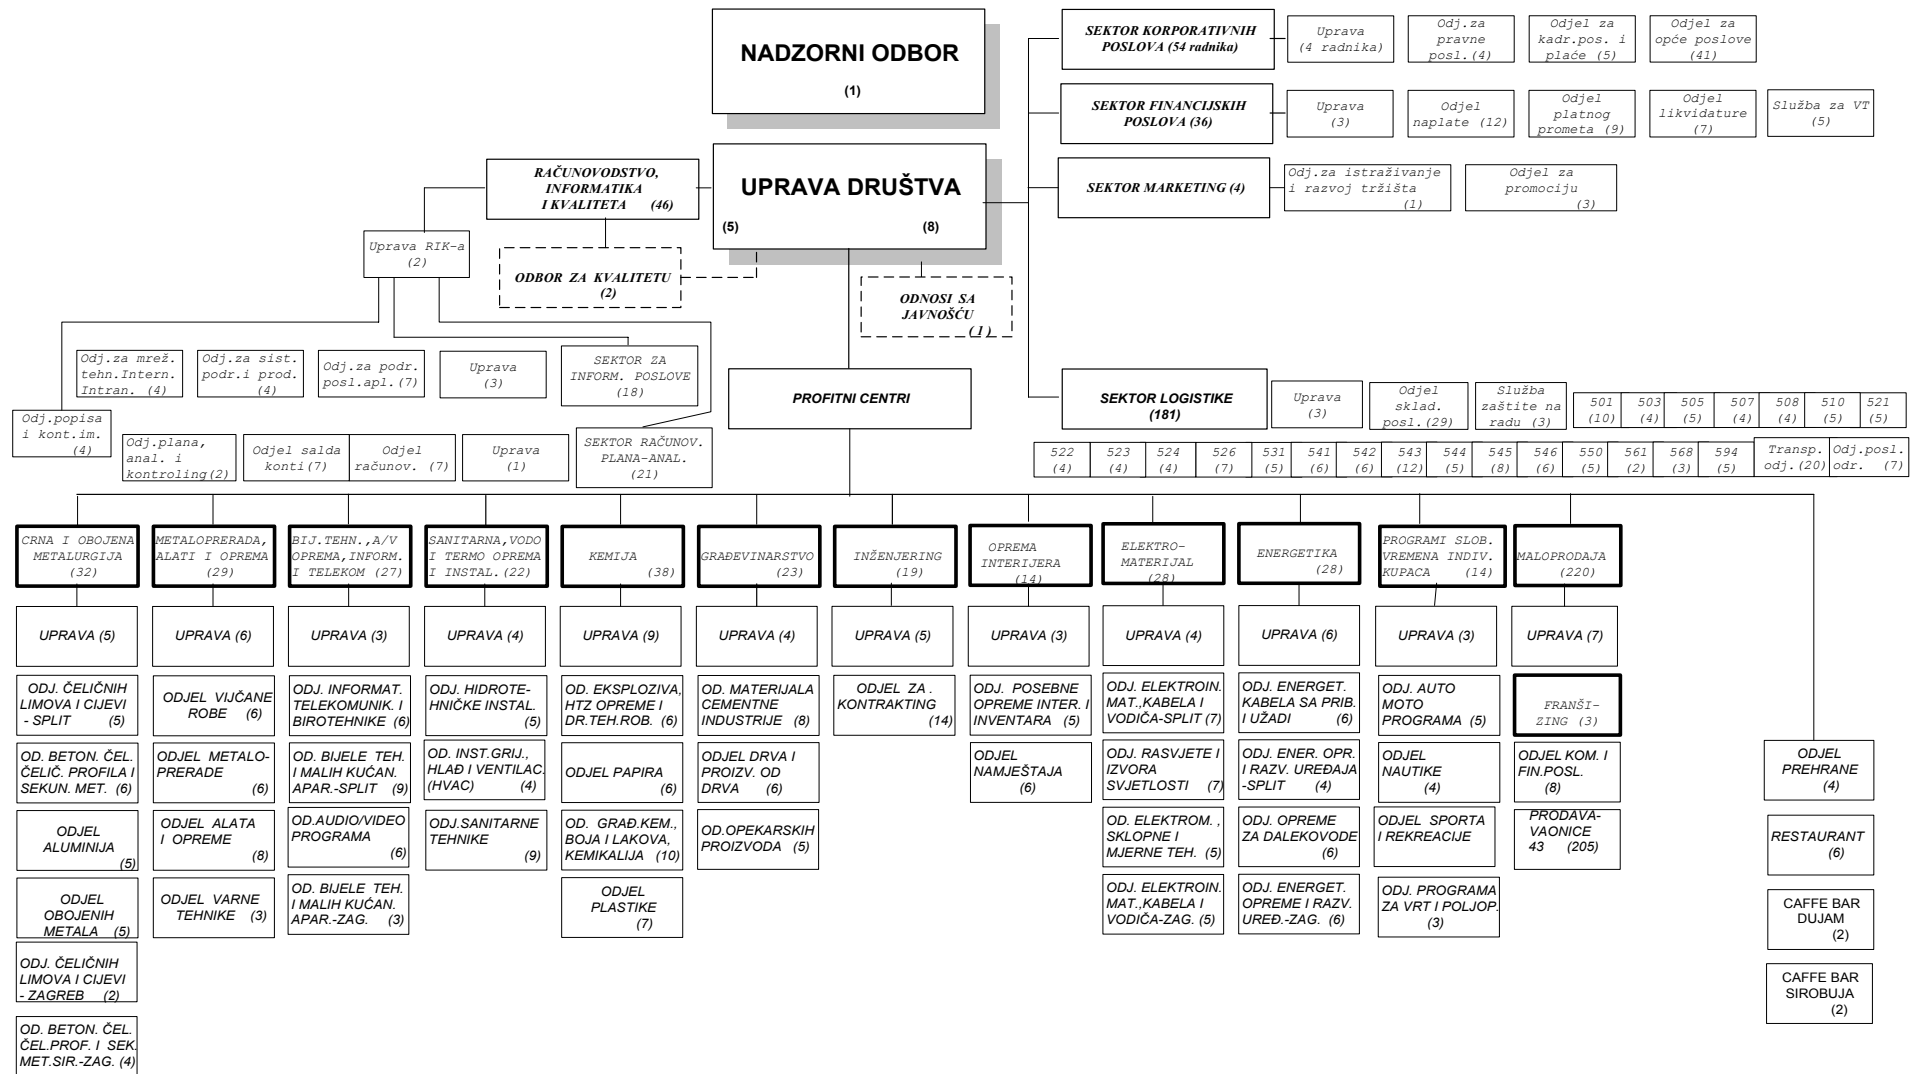 NADZORNI ODBOR
(1)
SEKTOR KORPORATIVNIH
POSLOVA (54 radnika)
Uprava
(4 radnika)
Odj.za
pravne
posl.(4)
Odjel za
kadr.pos. i
plaće (5)
Odjel za
opće poslove
(41)
SEKTOR FINANCIJSKIH
POSLOVA (36)
Uprava
(3)
Odjel
naplate (12)
Odjel
platnog
prometa (9)
Odjel
likvidature
(7)
Služba za VT
(5)
RAČUNOVODSTVO,
INFORMATIKA
I KVALITETA (46)
UPRAVA DRUŠTVA
(5) (8)
SEKTOR MARKETING (4)
Odj.za istraživanje
i razvoj tržišta
(1)
Odjel za
promociju
(3)
Uprava RIK-a
(2)
ODBOR ZA KVALITETU
(2)
ODNOSI SA
JAVNOŠĆU
(1)
Odj.za mrež.
tehn.Intern.
Intran. (4)
Odj.za sist.
podr.i prod.
(4)
Odj.za podr.
posl.apl.(7)
Uprava
(3)
SEKTOR ZA
INFORM. POSLOVE
(18)
Odj.popisa
i kont.im.
(4)
Odj.plana,
anal. i
kontroling(2)
Odjel salda
konti(7)
Odjel
računov. (7)
Uprava
(1)
SEKTOR RAČUNOV.
PLANA-ANAL.
(21)
PROFITNI CENTRI
SEKTOR LOGISTIKE
(181)
Uprava
(3)
Odjel
sklad.
posl.(29)
Služba
zaštite na
radu (3)
501
(10)
503
(4)
505
(5)
507
(4)
508
(4)
510
(5)
521
(5)
522
(4)
523
(4)
524
(4)
526
(7)
531
(5)
541
(6)
542
(6)
543
(12)
544
(5)
545
(8)
546
(6)
550
(5)
561
(2)
568
(3)
594
(5)
Transp.
odj.(20)
Odj.posl.
odr. (7)
CRNA I OBOJENA
METALURGIJA
(32)
METALOPRERADA,
ALATI I OPREMA
(29)
BIJ.TEHN.,A/V
OPREMA,INFORM.
I TELEKOM (27)
SANITARNA,VODO
I TERMO OPREMA
I INSTAL.(22)
KEMIJA
(38)
GRAĐEVINARSTVO
(23)
INŽENJERING
(19)
OPREMA
INTERIJERA
(14)
ELEKTRO-
MATERIJAL
(28)
ENERGETIKA
(28)
PROGRAMI SLOB.
VREMENA INDIV.
KUPACA (14)
MALOPRODAJA
(220)
UPRAVA (5)
UPRAVA (6)
UPRAVA (3)
UPRAVA (4)
UPRAVA (9)
UPRAVA (4)
UPRAVA (5)
UPRAVA (3)
UPRAVA (4)
UPRAVA (6)
UPRAVA (3)
UPRAVA (7)
ODJ. ČELIČNIH
LIMOVA I CIJEVI
- SPLIT (5)
ODJEL VIJČANE
ROBE (6)
ODJ. INFORMAT.
TELEKOMUNIK. I
BIROTEHNIKE (6)
ODJ. HIDROTE-
HNIČKE INSTAL.
(5)
OD. EKSPLOZIVA,
HTZ OPREME I
DR.TEH.ROB. (6)
OD. MATERIJALA
CEMENTNE
INDUSTRIJE (8)
ODJEL ZA .
KONTRAKTING
(14)
ODJ. POSEBNE
OPREME INTER. I
INVENTARA (5)
ODJ. ELEKTROIN.
MAT.,KABELA I
VODIČA-SPLIT (7)
ODJ. ENERGET.
KABELA SA PRIB.
I UŽADI (6)
ODJ. AUTO
MOTO
PROGRAMA (5)
FRANŠI-
ZING (3)
OD. BETON. ČEL.
ČELIČ. PROFILA I
SEKUN. MET. (6)
ODJEL METALO-
PRERADE
(6)
OD. BIJELE TEH.
I MALIH KUĆAN.
APAR.-SPLIT (9)
OD. INST.GRIJ.,
HLAĐ I VENTILAC.
(HVAC) (4)
ODJEL PAPIRA
(6)
ODJEL DRVA I
PROIZV. OD
DRVA (6)
ODJEL
NAMJEŠTAJA
(6)
ODJ. RASVJETE I
IZVORA
SVJETLOSTI (7)
OD. ENER. OPR.
I RAZV. UREĐAJA
-SPLIT (4)
ODJEL
NAUTIKE
(4)
ODJEL KOM. I
FIN.POSL.
(8)
ODJEL
PREHRANE
(4)
ODJEL
ALUMINIJA
(5)
ODJEL ALATA
I OPREME
(8)
OD.AUDIO/VIDEO
PROGRAMA
(6)
ODJ.SANITARNE
TEHNIKE
(9)
OD. GRAĐ.KEM.,
BOJA I LAKOVA,
KEMIKALIJA (10)
OD.OPEKARSKIH
PROIZVODA (5)
OD. ELEKTROM. ,
SKLOPNE I
MJERNE TEH. (5)
ODJ. OPREME
ZA DALEKOVODE
(6)
ODJEL SPORTA
I REKREACIJE
PRODAVA-
VAONICE
43 (205)
RESTAURANT
(6)
ODJEL
OBOJENIH
METALA (5)
ODJEL VARNE
TEHNIKE (3)
OD. BIJELE TEH.
I MALIH KUĆAN.
APAR.-ZAG. (3)
ODJEL
PLASTIKE
(7)
ODJ. ELEKTROIN.
MAT.,KABELA I
VODIČA-ZAG. (5)
ODJ. ENERGET.
OPREME I RAZV.
UREĐ.-ZAG. (6)
ODJ. PROGRAMA
ZA VRT I POLJOP.
(3)
CAFFE BAR
DUJAM
(2)
ODJ. ČELIČNIH
LIMOVA I CIJEVI
- ZAGREB (2)
CAFFE BAR
SIROBUJA
(2)
OD. BETON. ČEL.
ČEL.PROF. I SEK.
MET.SIR.-ZAG. (4)